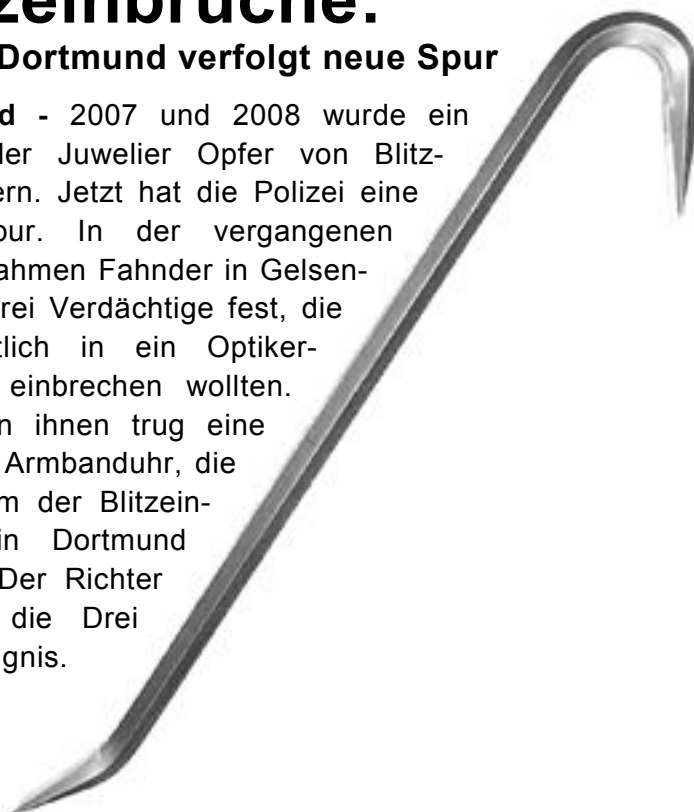 zeinbrüche:
Dortmund verfolgt neue Spur
d - 2007 und 2008 wurde ein
ler Juwelier Opfer von Blitz-
ern. Jetzt hat die Polizei eine
pur. In der vergangenen
ahmen Fahnder in Gelsen-
rei Verdächtige fest, die
tlich in ein Optiker-
einbrechen wollten.
n ihnen trug eine
Armbanduhr, die
m der Blitzein-
in Dortmund
Der Richter
die Drei
gnis.